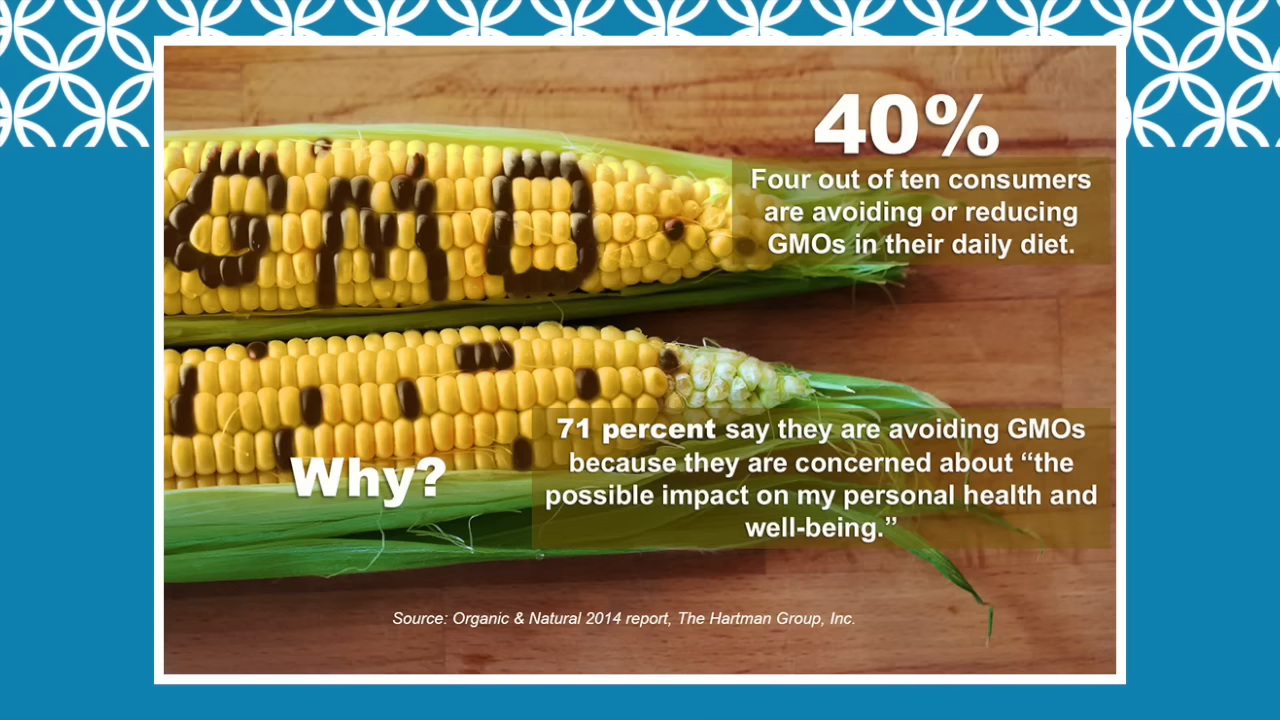 GMO
40%
Four out of ten consumers
are avoiding or reducing
GMOs in their daily diet.
71 percent say they are avoiding GMOs
because they are concerned about “the
possible impact on my personal health and
well-being.”
Why?
Source: Organic & Natural 2014 report, The Hartman Group, Inc.